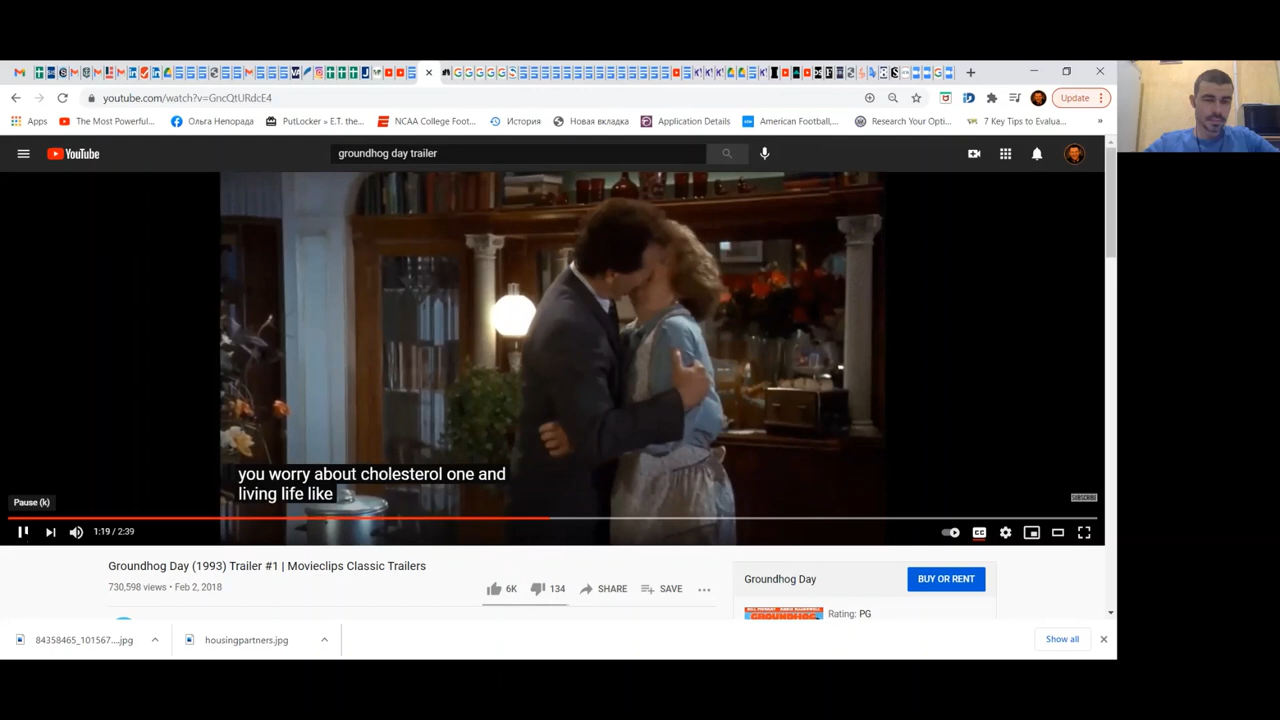 youtube.com/watch?v=GncQtURdcE4
Update
Apps
The Most Powerful...
Ольга Непорада
PutLocker » E.T. the...
NCAA College Foot...
История
Новая вкладка
Application Details
American Football,...
Research Your Opti...
7 Key Tips to Evalua...
YouTube
groundhog day trailer
you worry about cholesterol one and
living life like
Pause (k)
SUBSCRIBE
1:19 / 2:39
CC
Groundhog Day (1993) Trailer #1 | Movieclips Classic Trailers
730,598 views • Feb 2, 2018
6K
134
SHARE
SAVE
Groundhog Day
BUY OR RENT
GROUNDHOG
Rating: PG
84358465_101567....jpg
housingpartners.jpg
Show all